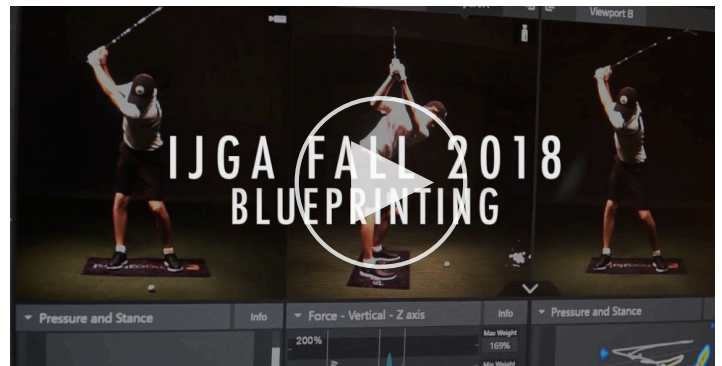 Viewport B
IJGA FALL 2018
BLUEPRINTING
Pressure and Stance
Info
Force - Vertical - Z axis
Info
Pressure and Stance
200%
Max Weight
169%
Min Weight